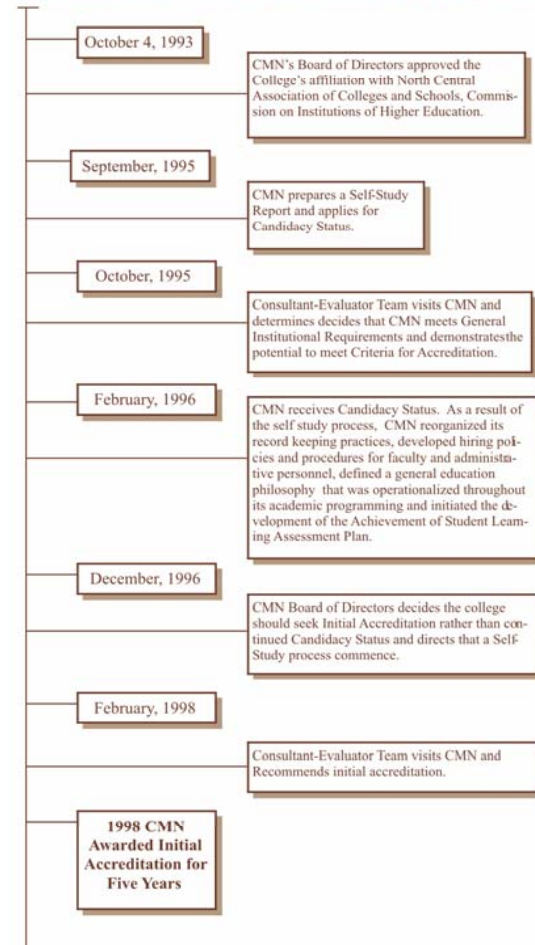 October 4, 1993
CMN's Board of Directors approved the
College's affiliation with North Central
Association of Colleges and Schools, Commis-
sion on Institutions of Higher Education.
September, 1995
CMN prepares a Self-Study
Report and applies for
Candidacy Status.
October, 1995
Consultant-Evaluator Team visits CMN and
determines decides that CMN meets General
Institutional Requirements and demonstrates the
potential to meet Criteria for Accreditation.
February, 1996
CMN receives Candidacy Status. As a result of
the self study process, CMN reorganized its
record keeping practices, developed hiring poli-
cies and procedures for faculty and administra-
tive personnel, defined a general education
philosophy that was operationalized throughout
its academic programming and initiated the de-
velopment of the Achievement of Student Learn-
ing Assessment Plan.
December, 1996
CMN Board of Directors decides the college
should seek Initial Accreditation rather than con-
tinued Candidacy Status and directs that a Self-
Study process commence.
February, 1998
Consultant-Evaluator Team visits CMN and
Recommends initial accreditation.
1998 CMN
Awarded Initial
Accreditation for
Five Years